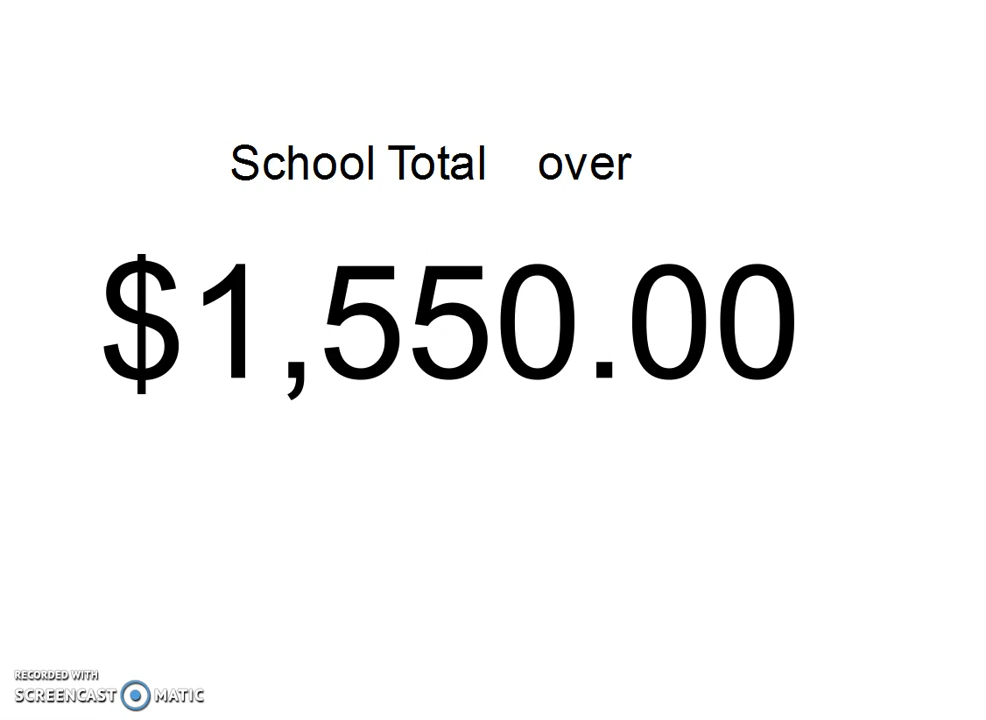 School Total over
$1,550.00
RECORDED WITH
SCREENCAST MATIC